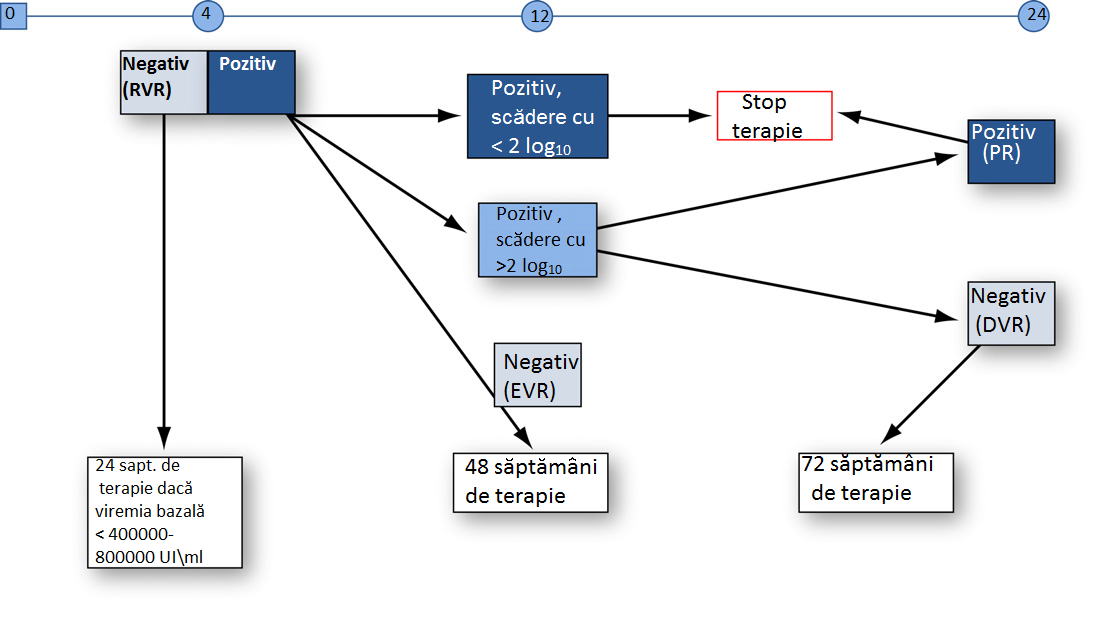 0
4
12
24
Negativ
(RVR)
Pozitiv
Pozitiv,
scădere cu
< 2 log₁₀
Stop
terapie
Pozitiv
(PR)
Pozitiv ,
scădere cu
>2 log₁₀
Negativ
(DVR)
Negativ
(EVR)
24 sapt. de
terapie dacă
viremia bazală
< 400000-
800000 UI\ml
48 săptămâni
de terapie
72 săptămâni
de terapie